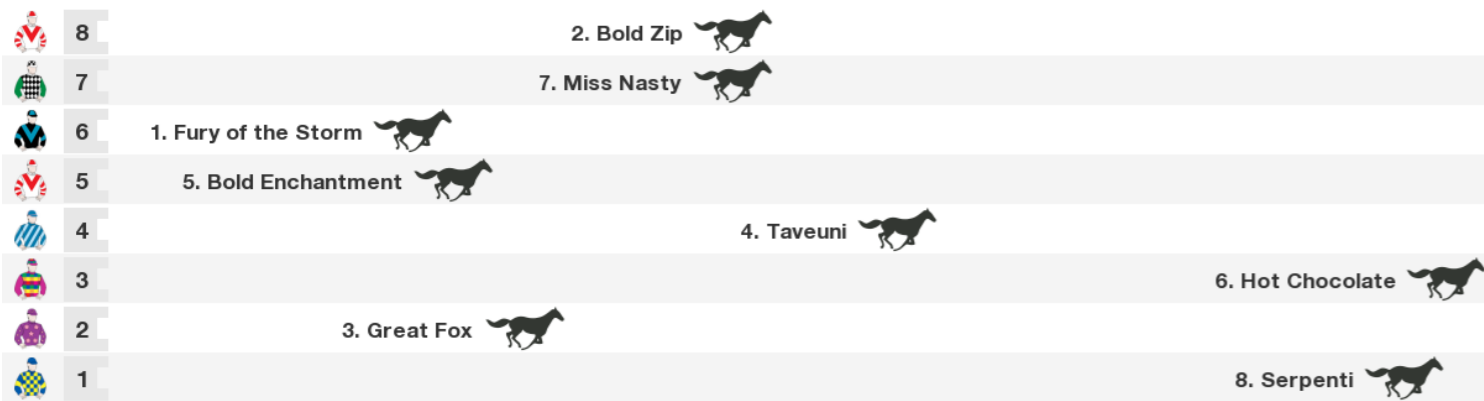 8 2. Bold Zip
7 7. Miss Nasty
6 1. Fury of the Storm
5 5. Bold Enchantment
4 4. Taveuni
3 6. Hot Chocolate
2 3. Great Fox
1 8. Serpenti